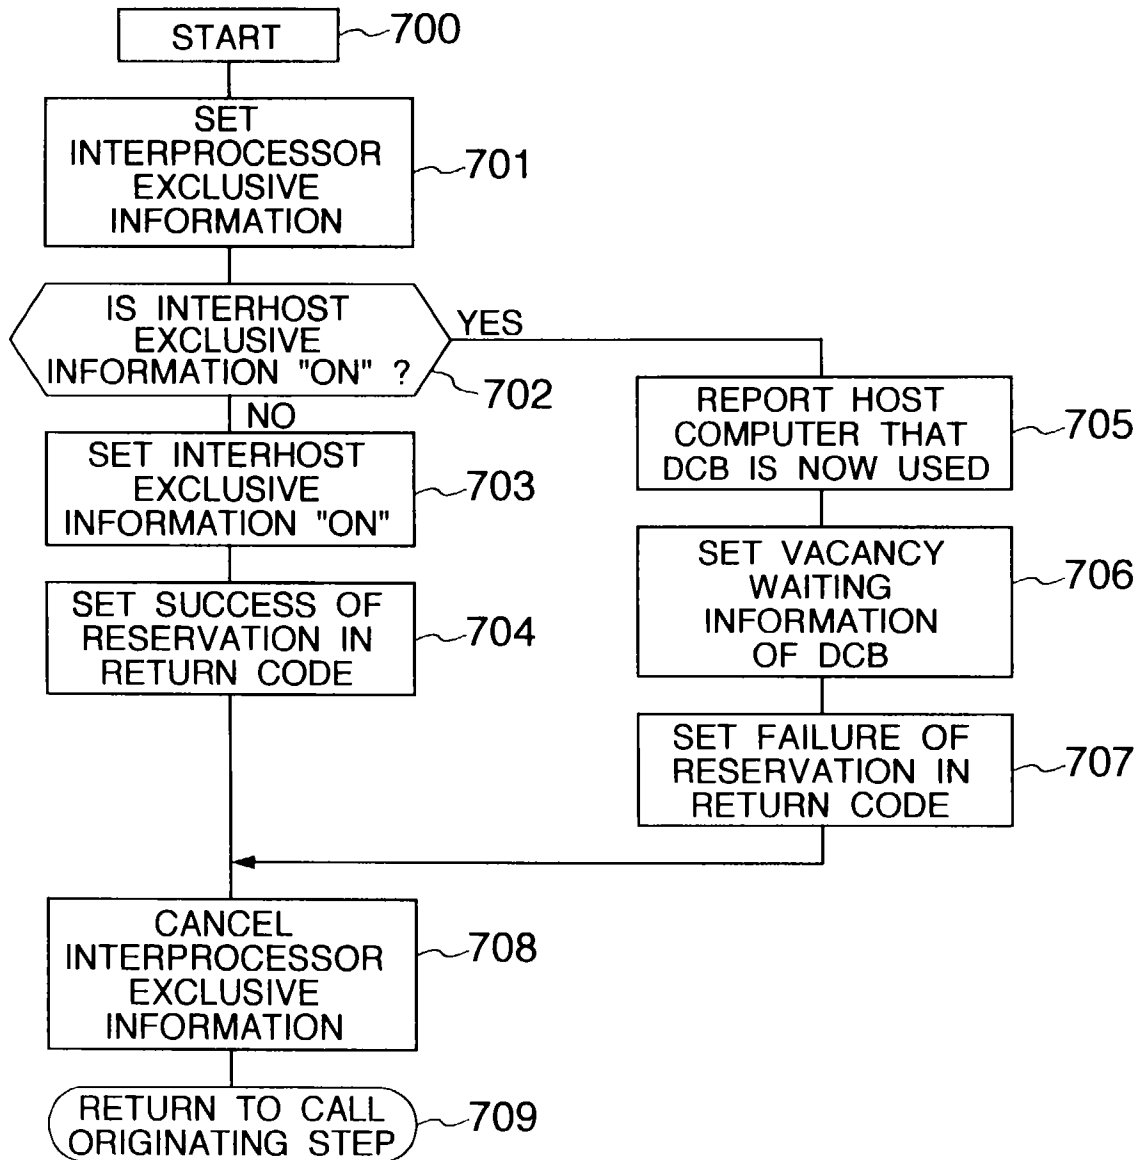 START
700
SET
INTERPROCESSOR
EXCLUSIVE
INFORMATION
701
IS INTERHOST
EXCLUSIVE
INFORMATION "ON" ?
702
YES
NO
SET INTERHOST
EXCLUSIVE
INFORMATION "ON"
703
SET SUCCESS OF
RESERVATION IN
RETURN CODE
704
REPORT HOST
COMPUTER THAT
DCB IS NOW USED
705
SET VACANCY
WAITING
INFORMATION
OF DCB
706
SET FAILURE OF
RESERVATION IN
RETURN CODE
707
CANCEL
INTERPROCESSOR
EXCLUSIVE
INFORMATION
708
RETURN TO CALL
ORIGINATING STEP
709